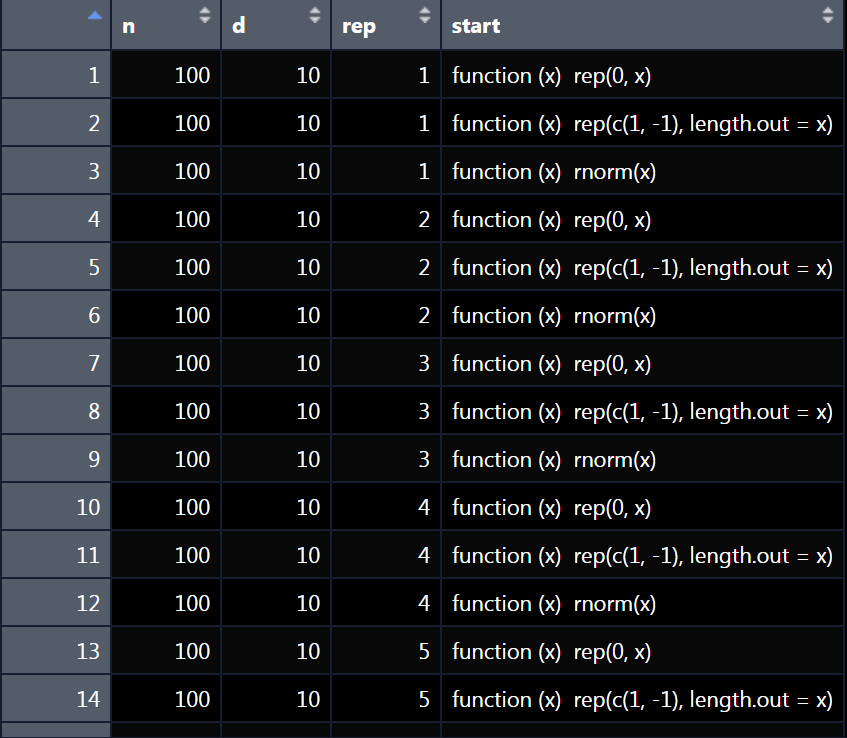 n d rep start
1 100 10 1 function (x)  rep(0, x)
2 100 10 1 function (x)  rep(c(1, -1), length.out = x)
3 100 10 1 function (x)  rnorm(x)
4 100 10 2 function (x)  rep(0, x)
5 100 10 2 function (x)  rep(c(1, -1), length.out = x)
6 100 10 2 function (x)  rnorm(x)
7 100 10 3 function (x)  rep(0, x)
8 100 10 3 function (x)  rep(c(1, -1), length.out = x)
9 100 10 3 function (x)  rnorm(x)
10 100 10 4 function (x)  rep(0, x)
11 100 10 4 function (x)  rep(c(1, -1), length.out = x)
12 100 10 4 function (x)  rnorm(x)
13 100 10 5 function (x)  rep(0, x)
14 100 10 5 function (x)  rep(c(1, -1), length.out = x)